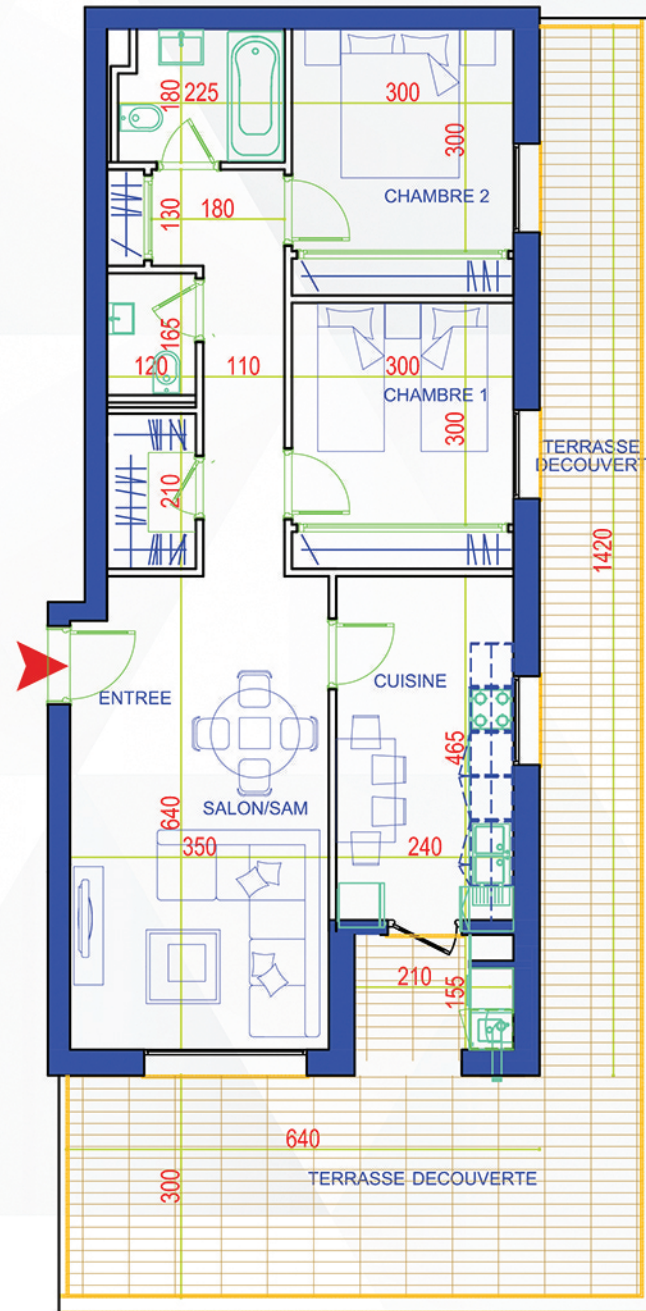 180
225
300
300
CHAMBRE 2
130
180
165
120
110
300
CHAMBRE 1
300
TERRASSE
DECOUVERT
210
1420
ENTREE
CUISINE
465
SALON/SAM
640
350
240
210
155
640
TERRASSE DECOUVERTE
300